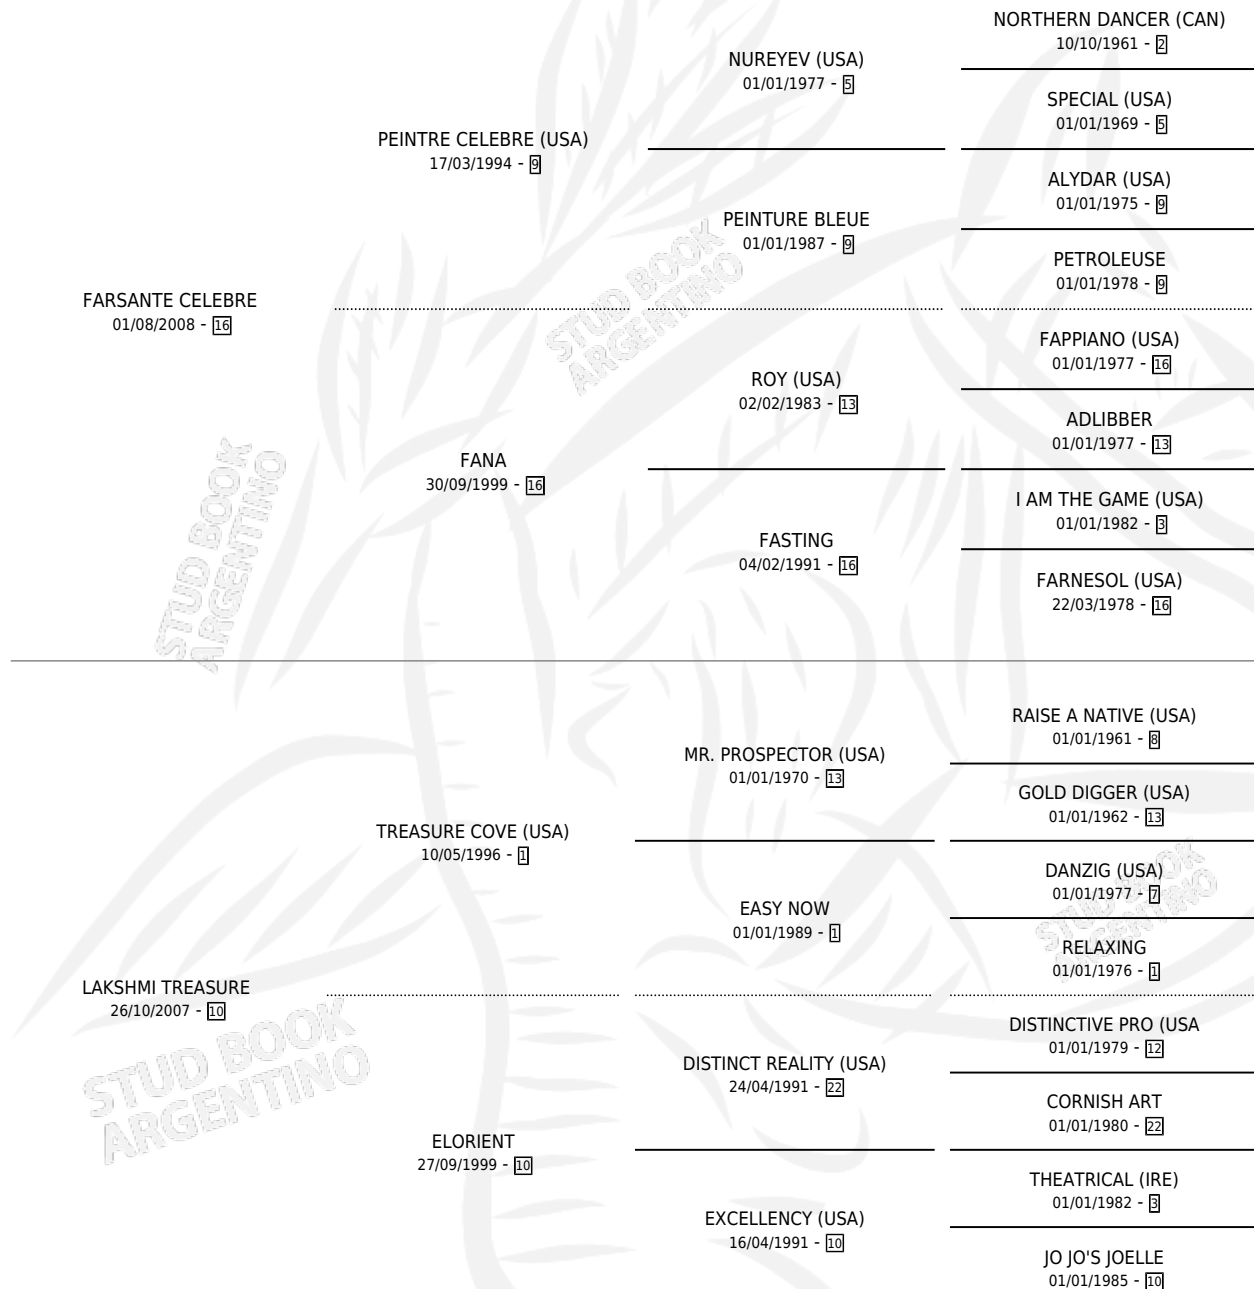 NORTHERN DANCER (CAN)
10/10/1961 - 2
NUREYEV (USA)
01/01/1977 - 5
SPECIAL (USA)
01/01/1969 - 5
PEINTRE CELEBRE (USA)
17/03/1994 - 9
ALYDAR (USA)
01/01/1975 - 9
PEINTURE BLEUE
01/01/1987 - 9
PETROLEUSE
01/01/1978 - 9
FARSANTE CELEBRE
01/08/2008 - 16
FAPPIANO (USA)
01/01/1977 - 16
ROY (USA)
02/02/1983 - 13
ADLIBBER
01/01/1977 - 13
FANA
30/09/1999 - 16
I AM THE GAME (USA)
01/01/1982 - 3
FASTING
04/02/1991 - 16
FARNESOL (USA)
22/03/1978 - 16
RAISE A NATIVE (USA)
01/01/1961 - 8
MR. PROSPECTOR (USA)
01/01/1970 - 13
GOLD DIGGER (USA)
01/01/1962 - 13
TREASURE COVE (USA)
10/05/1996 - 1
DANZIG (USA)
01/01/1977 - 7
EASY NOW
01/01/1989 - 1
RELAXING
01/01/1976 - 1
LAKSHMI TREASURE
26/10/2007 - 10
DISTINCTIVE PRO (USA
01/01/1979 - 12
DISTINCT REALITY (USA)
24/04/1991 - 22
CORNISH ART
01/01/1980 - 22
ELORIENT
27/09/1999 - 10
THEATRICAL (IRE)
01/01/1982 - 3
EXCELLENCY (USA)
16/04/1991 - 10
JO JO'S JOELLE
01/01/1985 - 10
STUD BOOK
ARGENTINO
STUD BOOK
ARGENTINO
STUD BOOK
ARGENTINO
STUD BOOK
ARGENTINO